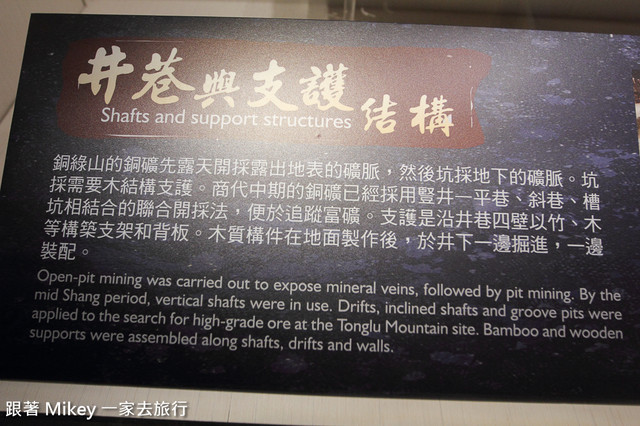 井巷與支護結構
Shafts and support structures
銅綠山的銅礦先露天開採露出地表的礦脈，然後坑採地下的礦脈。坑
採需要木結構支護。商代中期的銅礦已經採用豎井—平巷、斜巷、槽
坑相結合的聯合開採法，便於追蹤富礦。支護是沿井巷四壁以竹、木
等構築支架和背板。木質構件在地面製作後，於井下一邊掘進，一邊
裝配。
Open-pit mining was carried out to expose mineral veins, followed by pit mining. By the
mid Shang period, vertical shafts were in use. Drifts, inclined shafts and groove pits were
applied to the search for high-grade ore at the Tonglu Mountain site. Bamboo and wooden
supports were assembled along shafts, drifts and walls.
跟著 Mikey 一家去旅行